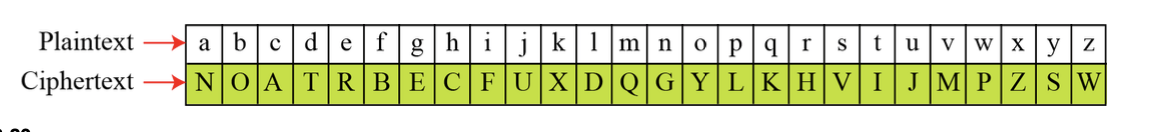 Plaintext a b c d e f g h i j k l m n o p q r s t u v w x y z
Ciphertext N O A T R B E C F U X D Q G Y L K H V I J M P Z S W